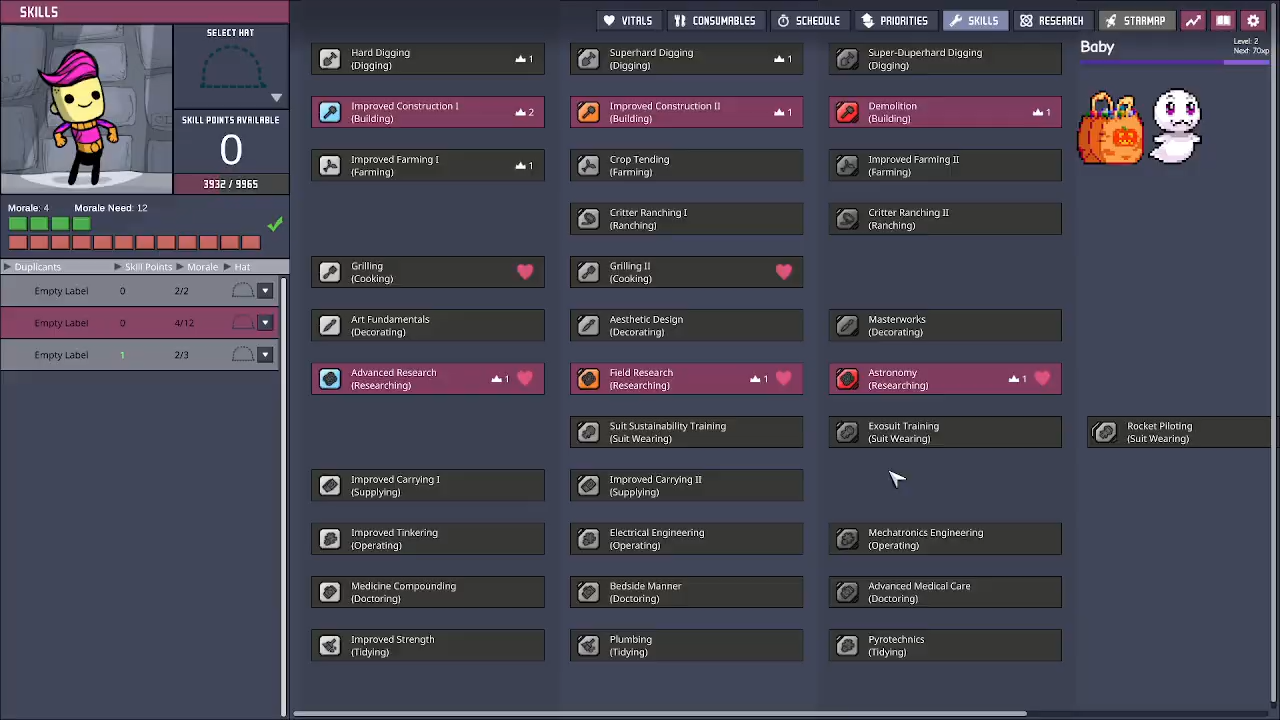 SKILLS
VITALS
CONSUMABLES
SCHEDULE
PRIORITIES
SKILLS
RESEARCH
STARMAP
SELECT HAT
SKILL POINTS AVAILABLE
0
3932 / 9965
Morale: 4
Morale Need: 12
Duplicants
Skill Points
Morale
Hat
Empty Label
0
2/2
Empty Label
0
4/12
Empty Label
1
2/3
Hard Digging
(Digging)
1
Superhard Digging
(Digging)
1
Super-Duperhard Digging
(Digging)
Improved Construction I
(Building)
2
Improved Construction II
(Building)
1
Demolition
(Building)
1
Improved Farming I
(Farming)
1
Crop Tending
(Farming)
Improved Farming II
(Farming)
Critter Ranching I
(Ranching)
Critter Ranching II
(Ranching)
Grilling
(Cooking)
Grilling II
(Cooking)
Art Fundamentals
(Decorating)
Aesthetic Design
(Decorating)
Masterworks
(Decorating)
Advanced Research
(Researching)
1
Field Research
(Researching)
1
Astronomy
(Researching)
1
Suit Sustainability Training
(Suit Wearing)
Exosuit Training
(Suit Wearing)
Rocket Piloting
(Suit Wearing)
Improved Carrying I
(Supplying)
Improved Carrying II
(Supplying)
Improved Tinkering
(Operating)
Electrical Engineering
(Operating)
Mechatronics Engineering
(Operating)
Medicine Compounding
(Doctoring)
Bedside Manner
(Doctoring)
Advanced Medical Care
(Doctoring)
Improved Strength
(Tidying)
Plumbing
(Tidying)
Pyrotechnics
(Tidying)
Baby
Level: 2
Next: 70xp